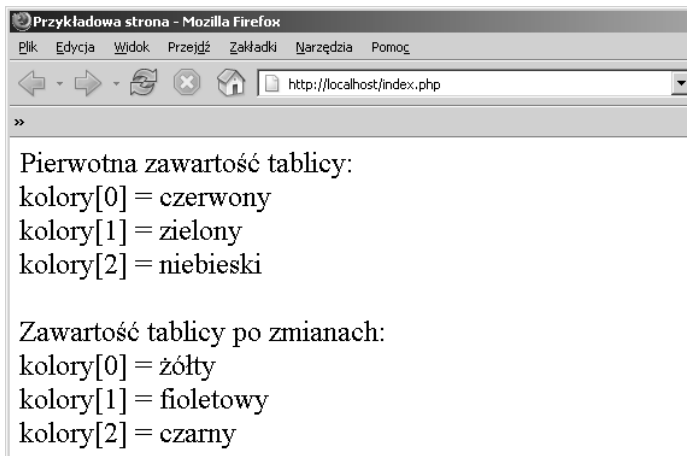 Przykładowa strona - Mozilla Firefox
Plik Edycja Widok Przejdź Zakładki Narzędzia Pomoc
http://localhost/index.php
»
Pierwotna zawartość tablicy:
kolory[0] = czerwony
kolory[1] = zielony
kolory[2] = niebieski
Zawartość tablicy po zmianach:
kolory[0] = żółty
kolory[1] = fioletowy
kolory[2] = czarny